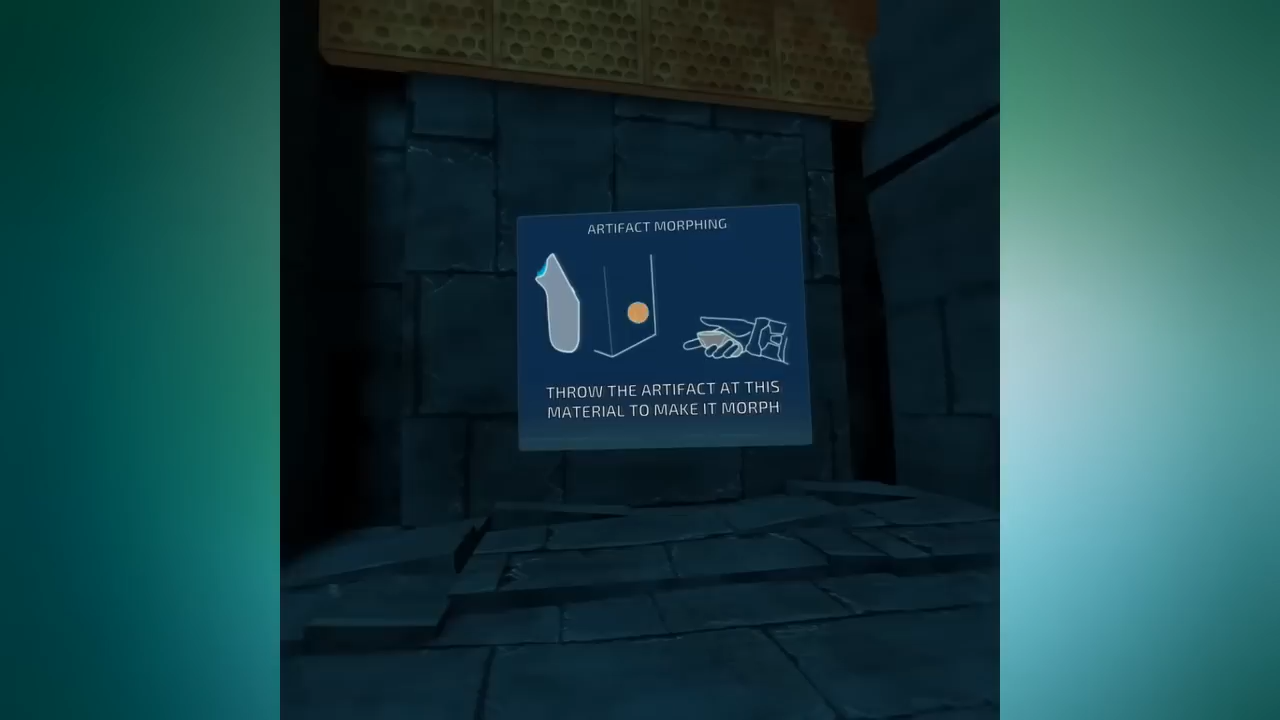 ARTIFACT MORPHING
THROW THE ARTIFACT AT THIS
MATERIAL TO MAKE IT MORPH